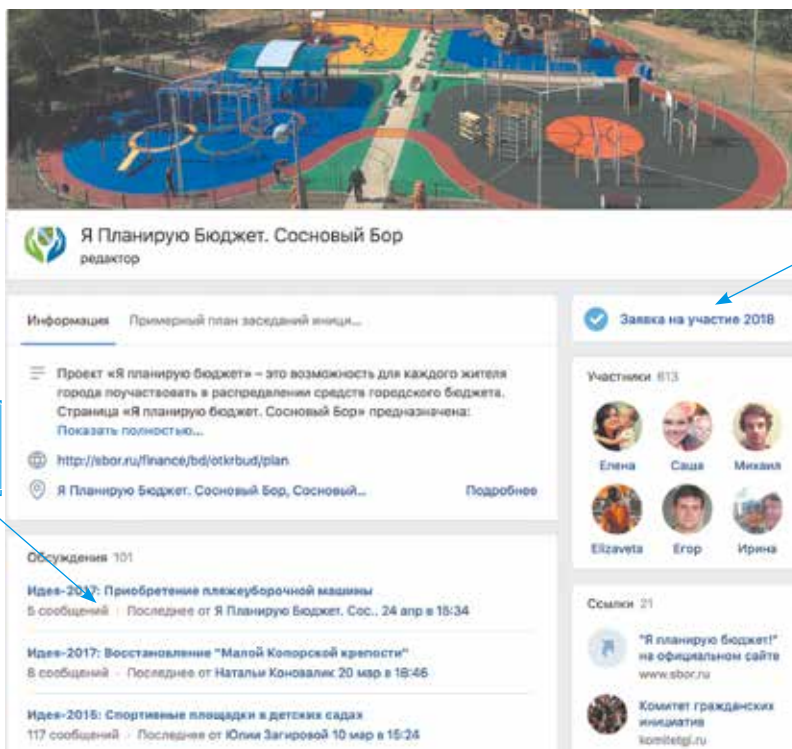 Я Планирую Бюджет. Сосновый Бор
редактор
Информация Примерный план заседаний иници...
Проект «Я планирую бюджет» – это возможность для каждого жителя
города поучаствовать в распределении средств городского бюджета.
Страница «Я планирую бюджет. Сосновый Бор» предназначена:
Показать полностью...
http://sbor.ru/finance/bd/otkrbud/plan
Я Планирую Бюджет. Сосновый Бор, Сосновый... Подробнее
Обсуждения 101
Идея-2017: Приобретение пляжеуборочной машины
5 сообщений · Последнее от Я Планирую Бюджет. Сос.. 24 апр в 15:34
Идея-2017: Восстановление "Малой Копорской крепости"
8 сообщений · Последнее от Натальи Коновалик 20 мар в 16:46
Идея-2015: Спортивные площадки в детских садах
117 сообщений · Последнее от Юлии Загировой 10 мар в 15:24
Заявка на участие 2018
Участники 613
Елена Саша Михаил
Elizaveta Егор Ирина
Ссылки 21
"Я планирую бюджет!"
на официальном сайте
www.sbor.ru
Комитет гражданских
инициатив
komitetgi.ru